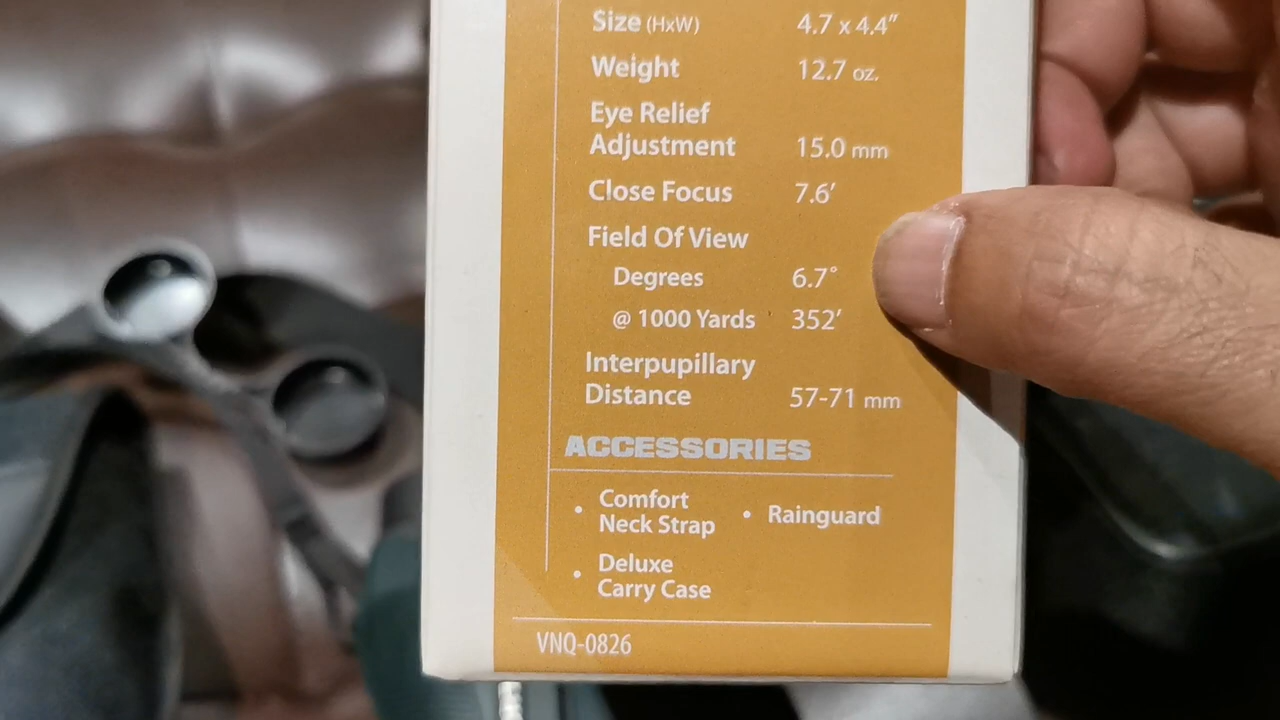 Size (HxW) 4.7 x 4.4″
Weight 12.7 oz.
Eye Relief
Adjustment 15.0 mm
Close Focus 7.6′
Field Of View
Degrees 6.7°
@ 1000 Yards 352′
Interpupillary
Distance 57-71 mm
ACCESSORIES
• Comfort
Neck Strap
• Rainguard
• Deluxe
Carry Case
VNQ-0826